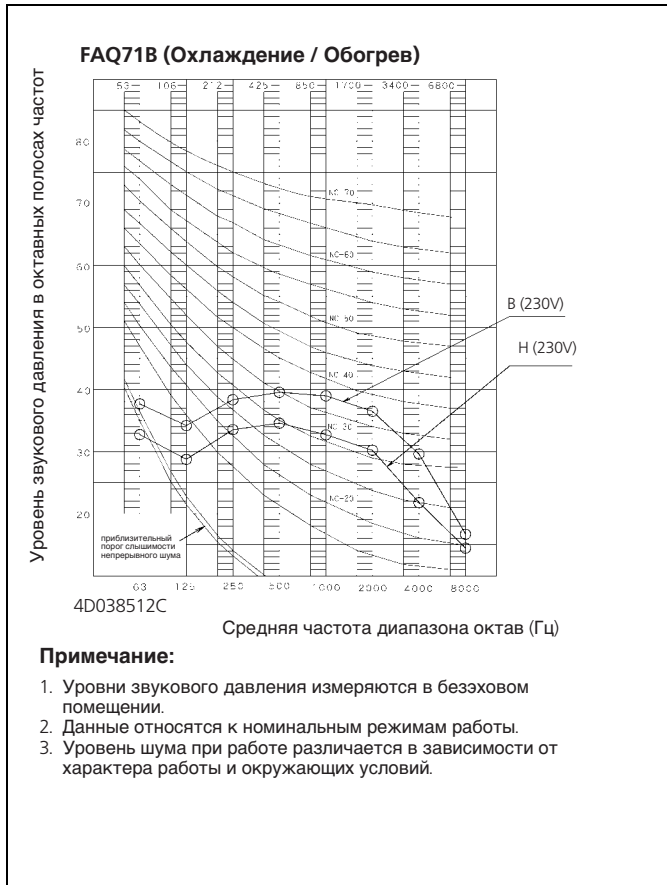 FAQ71B (Охлаждение / Обогрев)
Уровень звукового давления в октавных полосах частот
53 106 212 425 850 1700 3400 6800
80
70
60
50
40
30
20
NC-70
NC-60
NC-50
NC-40
NC-30
NC-20
B (230V)
H (230V)
приблизительный
порог слышимости
непрерывного шума
63 125 250 500 1000 2000 4000 8000
4D038512C
Средняя частота диапазона октав (Гц)
Примечание:
1. Уровни звукового давления измеряются в безэховом
помещении.
2. Данные относятся к номинальным режимам работы.
3. Уровень шума при работе различается в зависимости от
характера работы и окружающих условий.